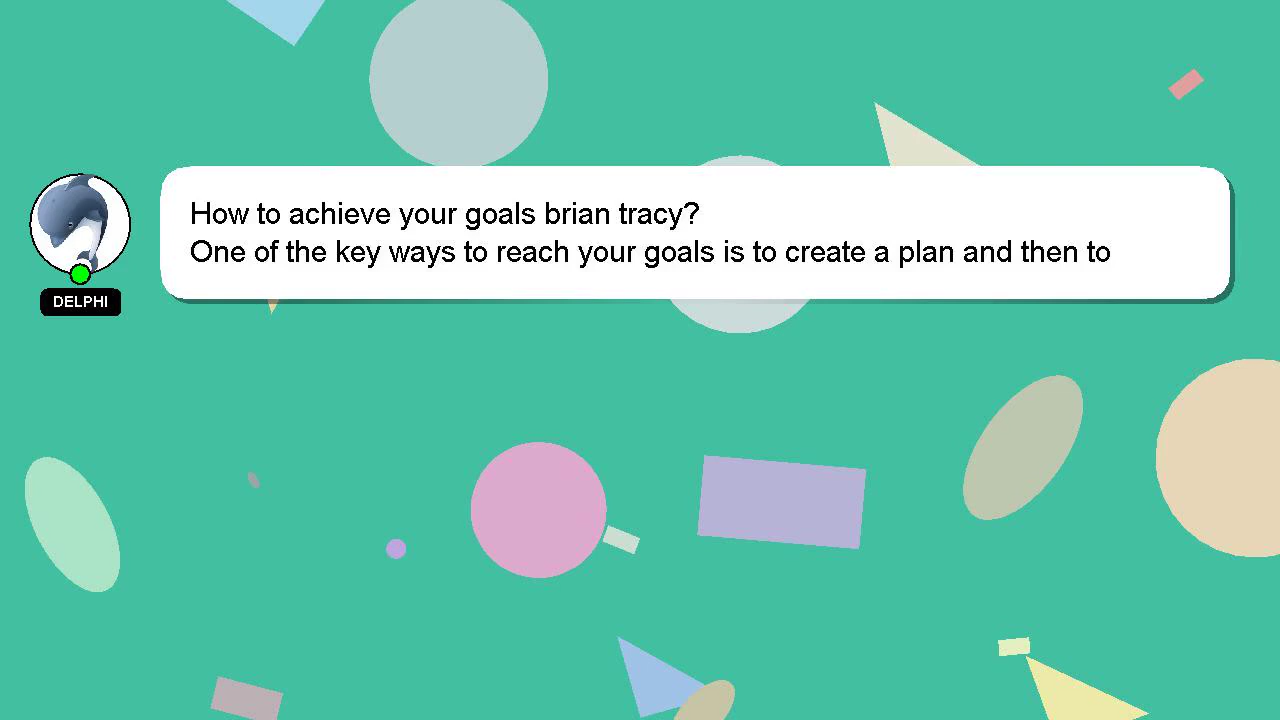 How to achieve your goals brian tracy?
One of the key ways to reach your goals is to create a plan and then to
DELPHI